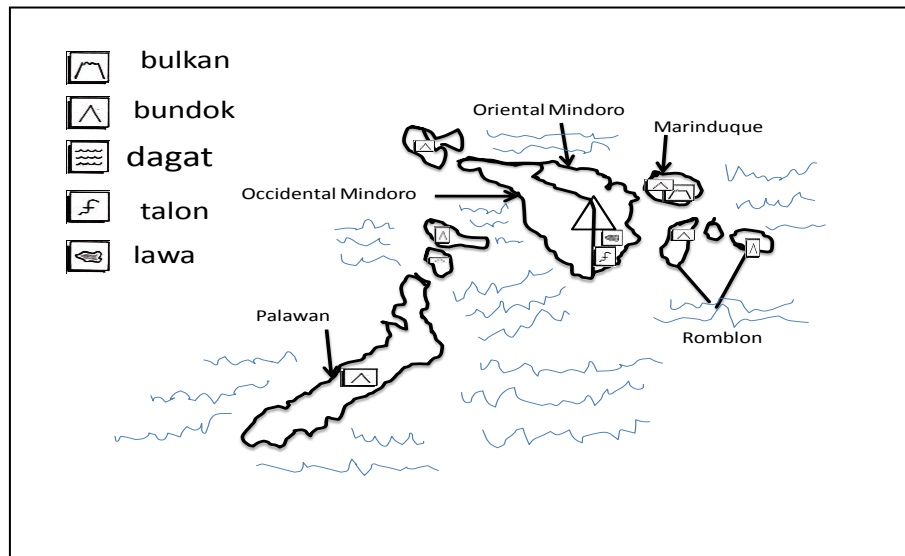 bulkan
bundok
dagat
talon
lawa
Oriental Mindoro
Marinduque
Occidental Mindoro
Palawan
Romblon